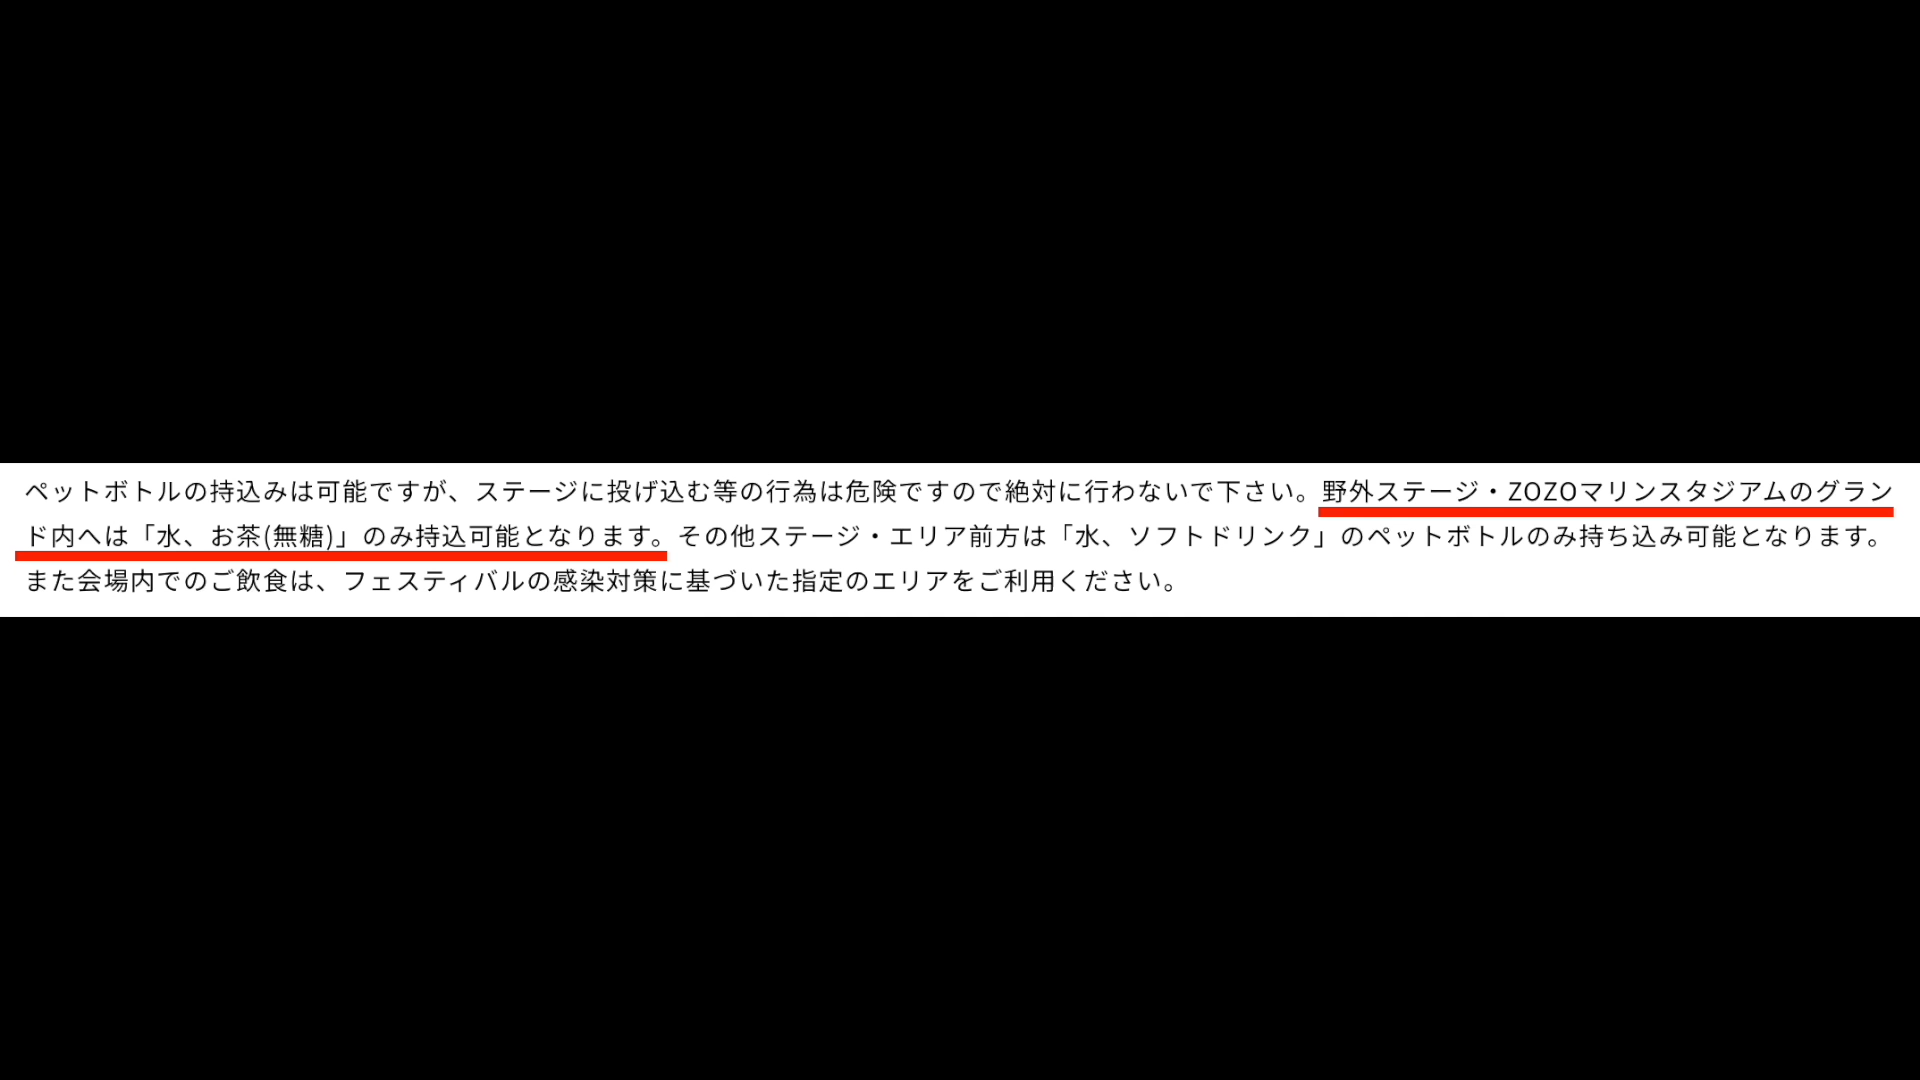 ペットボトルの持込みは可能ですが、ステージに投げ込む等の行為は危険ですので絶対に行わないで下さい。野外ステージ・ZOZOマリンスタジアムのグラン
ド内へは「水、お茶(無糖)」のみ持込可能となります。その他ステージ・エリア前方は「水、ソフトドリンク」のペットボトルのみ持ち込み可能となります。
また会場内でのご飲食は、フェスティバルの感染対策に基づいた指定のエリアをご利用ください。